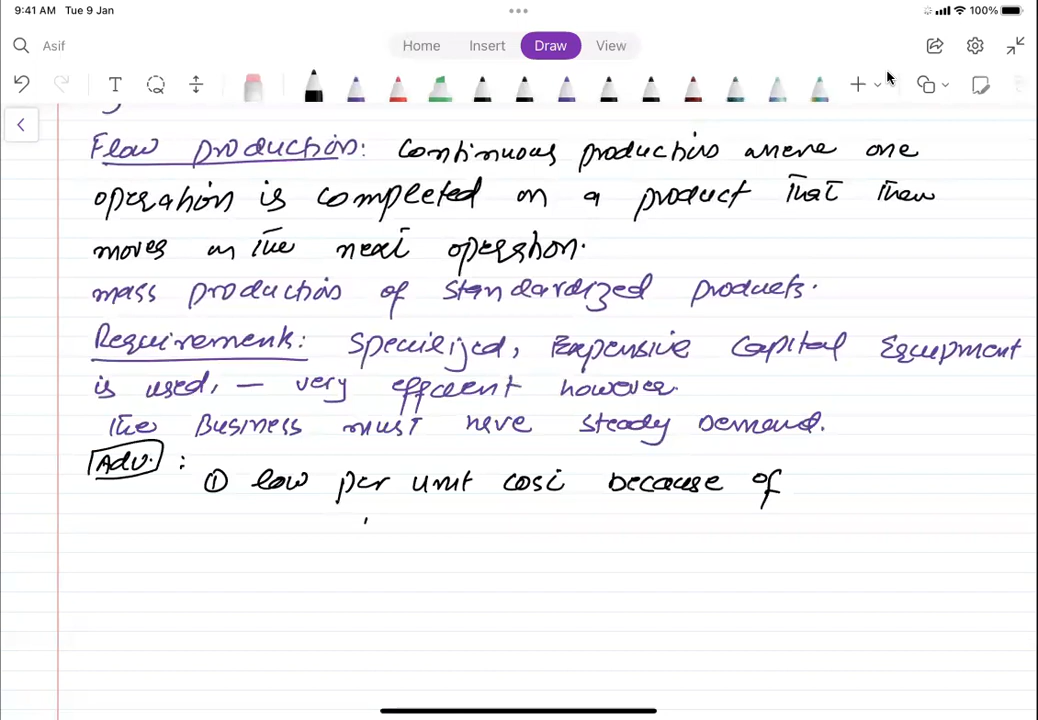 9:41 AM Tue 9 Jan
100%
Asif
Home Insert Draw View
Flow production: Continuous production where one
operation is completed on a product that then
moves on the next operation.
mass production of standardized products.
Requirements: Specilized, Expensive Capital Equipment
is used, — very efficent however
The Business must have steady Demand.
Adv. : ① low per unit cost because of